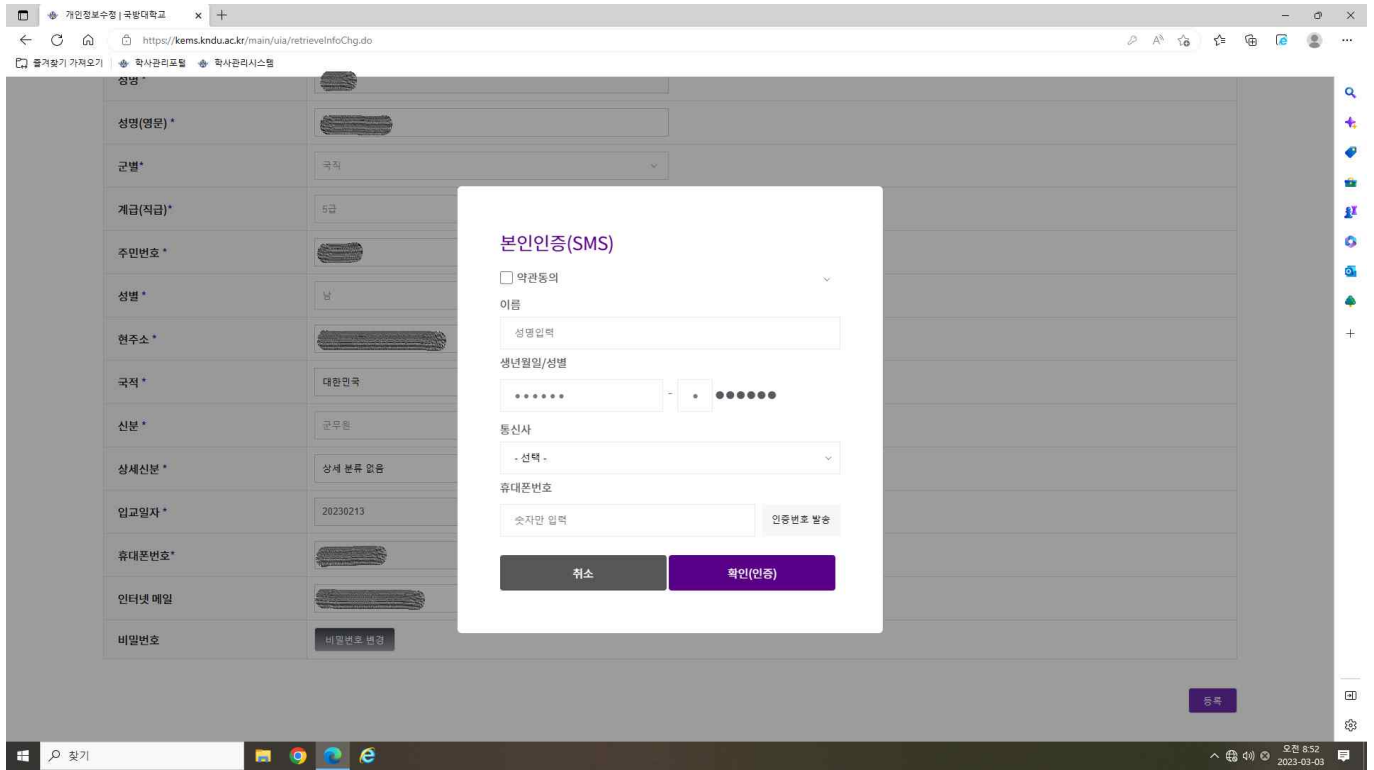 개인정보수정 | 국방대학교
https://kems.kndu.ac.kr/main/uia/retrieveInfoChg.do
즐겨찾기 가져오기 학사관리포털 학사관리시스템
성명 *
성명(영문) *
군별* 국직
계급(직급)* 5급
주민번호 *
성별 * 남
현주소 *
국적 * 대한민국
신분 * 군무원
상세신분 * 상세 분류 없음
입교일자 * 20230213
휴대폰번호*
인터넷 메일
비밀번호 비밀번호 변경
본인인증(SMS)
약관동의
이름
성명입력
생년월일/성별
●●●●●● - ● ●●●●●●
통신사
- 선택 -
휴대폰번호
숫자만 입력 인증번호 발송
취소 확인(인증)
등록
찾기
오전 8:52
2023-03-03